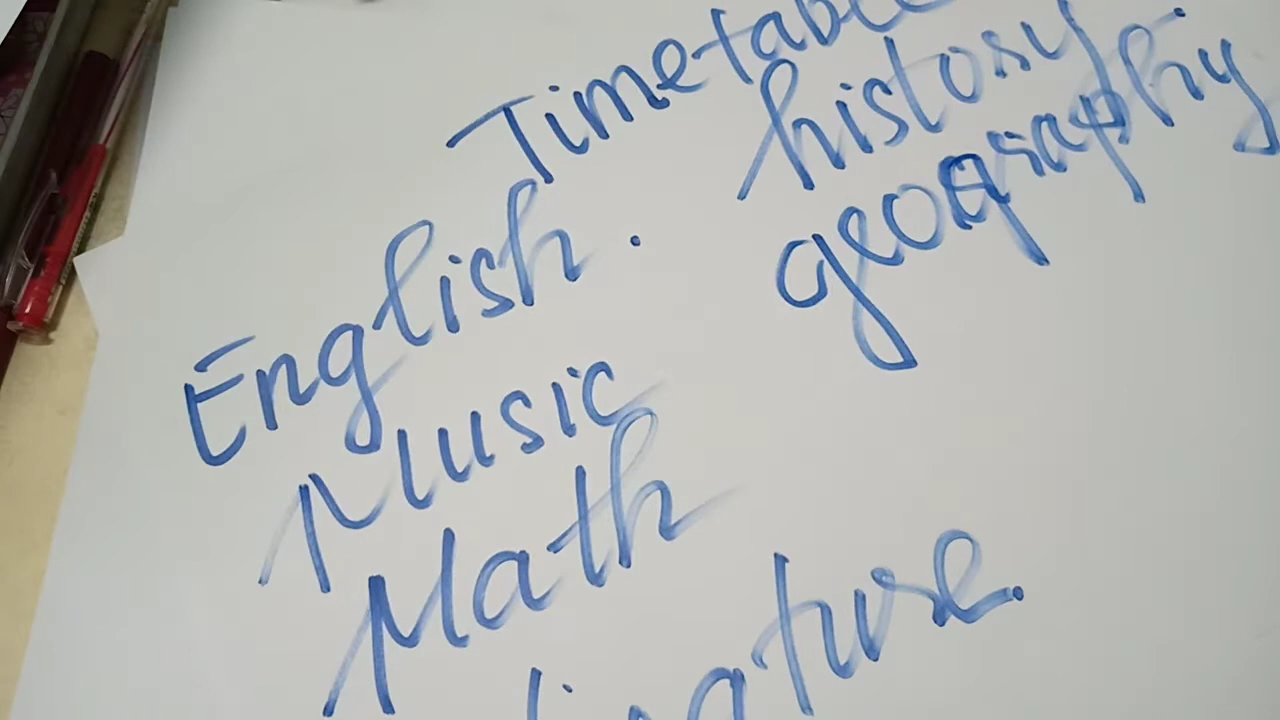 Timetable
English.
Music
Math
history
geography